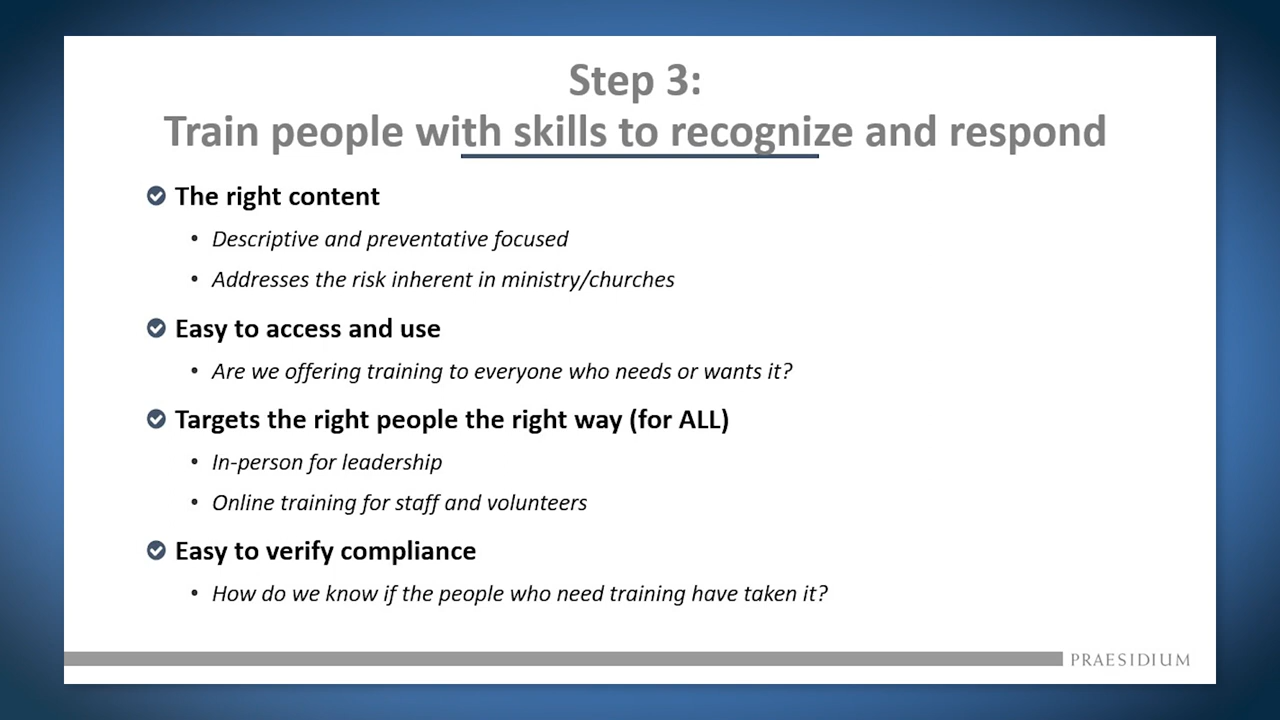 Step 3:
Train people with skills to recognize and respond
The right content
• Descriptive and preventative focused
• Addresses the risk inherent in ministry/churches
Easy to access and use
• Are we offering training to everyone who needs or wants it?
Targets the right people the right way (for ALL)
• In-person for leadership
• Online training for staff and volunteers
Easy to verify compliance
• How do we know if the people who need training have taken it?
PRAESIDIUM